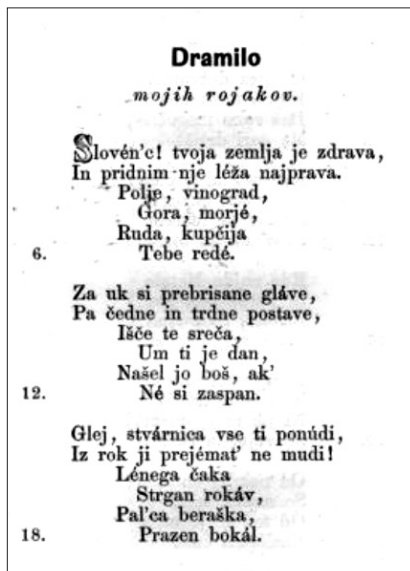 Dramilo
mojih rojakov.
Slovén'c! tvoja zemlja je zdrava,
In pridnim nje léža najprava.
Polje, vinograd,
Gora, morjé,
Ruda, kupčija
6. Tebe redé.
Za uk si prebrisane gláve,
Pa čedne in trdne postave,
Išče te sreča,
Um ti je dan,
Našel jo boš, ak'
12. Né si zaspan.
Glej, stvárnica vse ti ponúdi,
Iz rok ji prejémat' ne mudi!
Lénega čaka
Strgan rokáv,
Pal'ca beraška,
18. Prazen bokál.